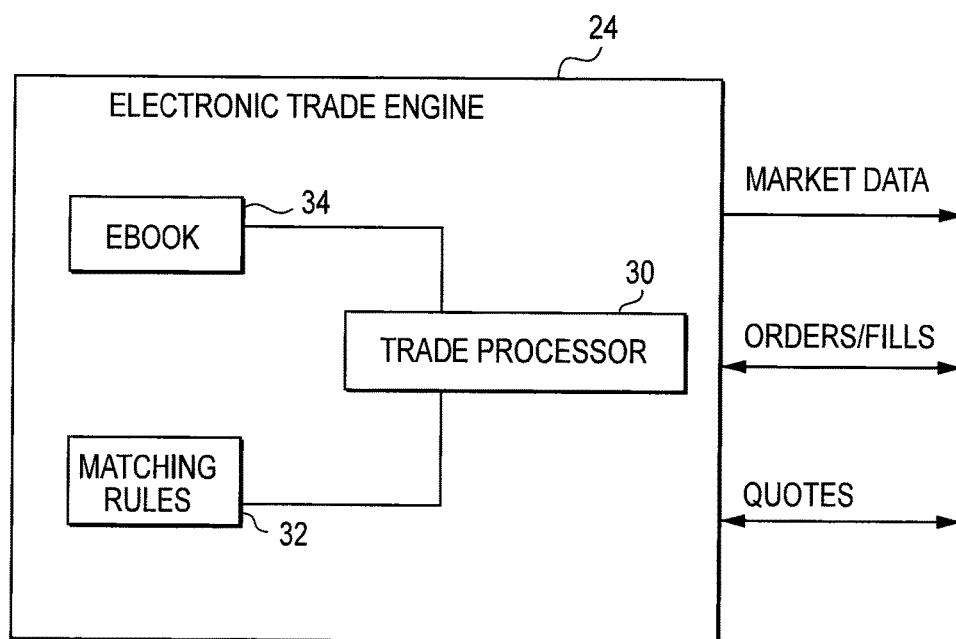 24
ELECTRONIC TRADE ENGINE
MARKET DATA
34
EBOOK
30
TRADE PROCESSOR
ORDERS/FILLS
MATCHING
RULES
32
QUOTES